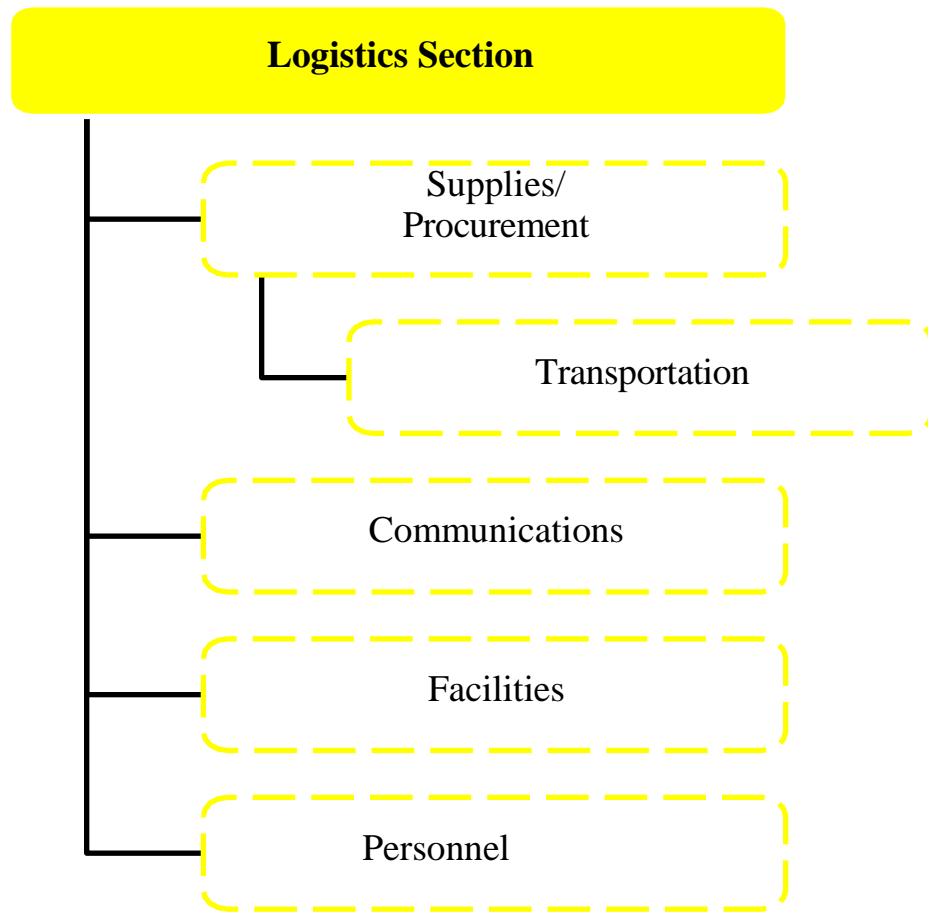 Logistics Section
Supplies/
Procurement
Transportation
Communications
Facilities
Personnel